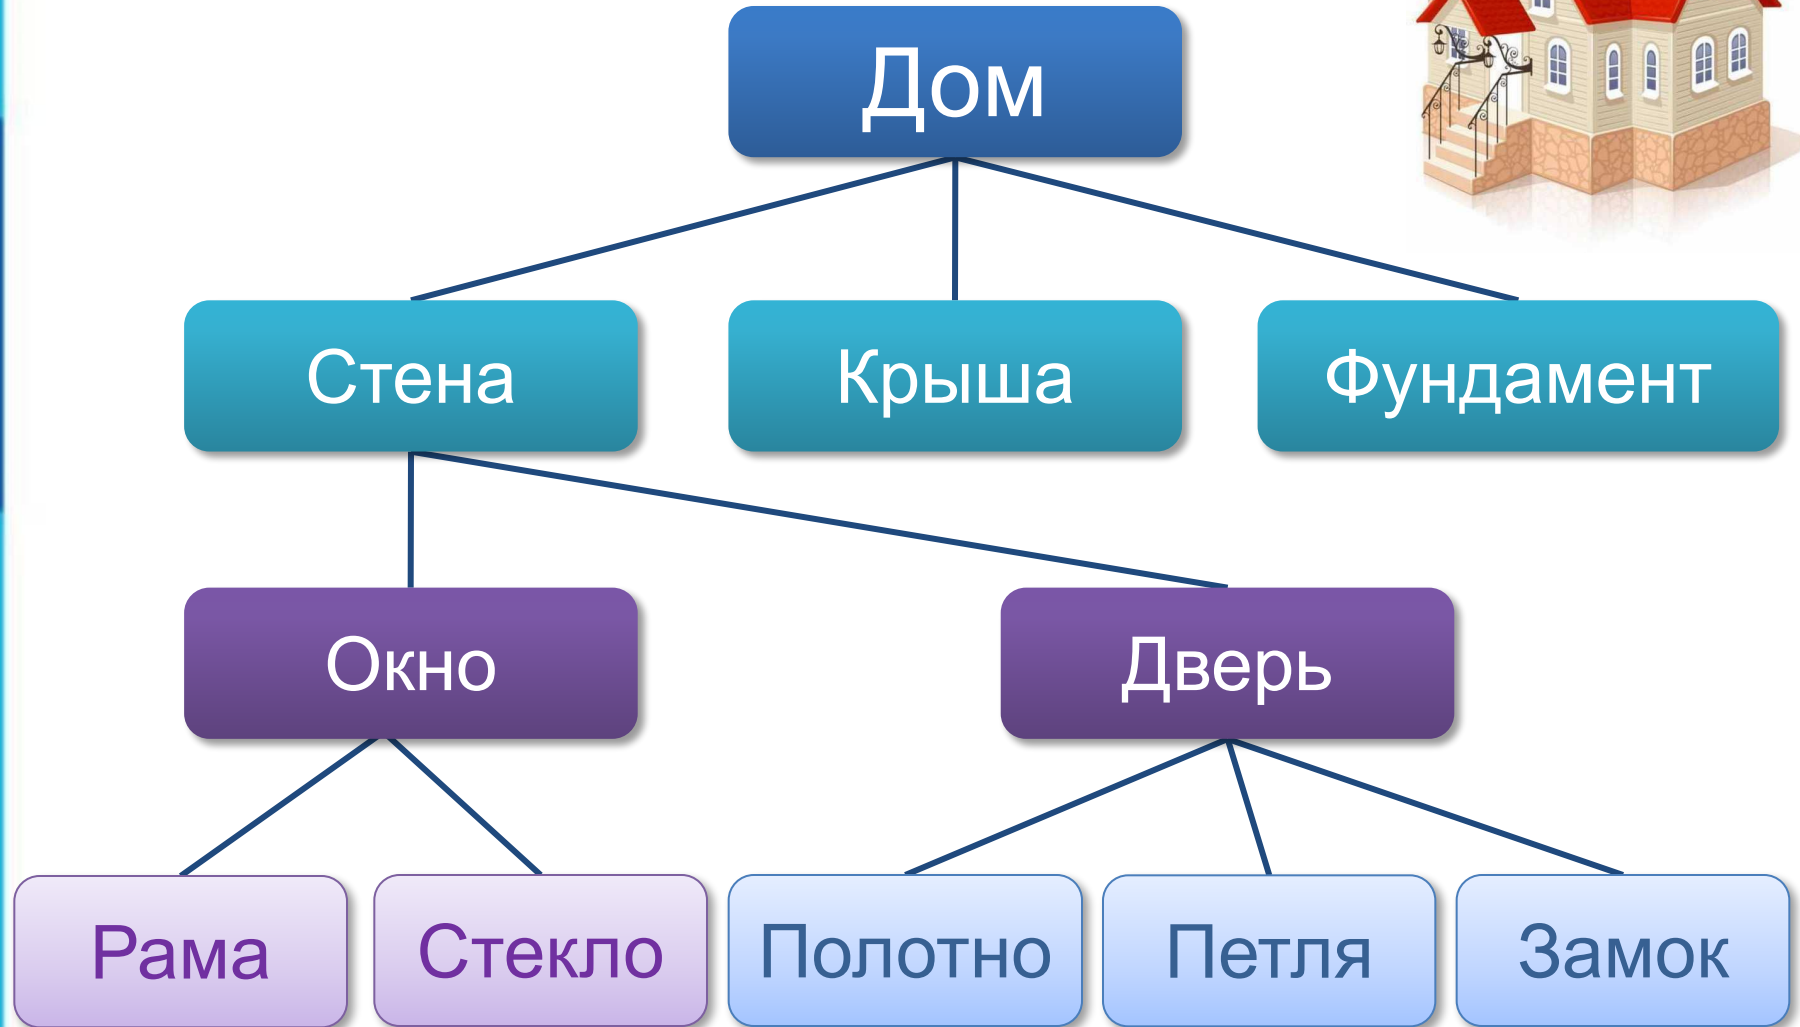 Дом
Стена
Крыша
Фундамент
Окно
Дверь
Рама
Стекло
Полотно
Петля
Замок